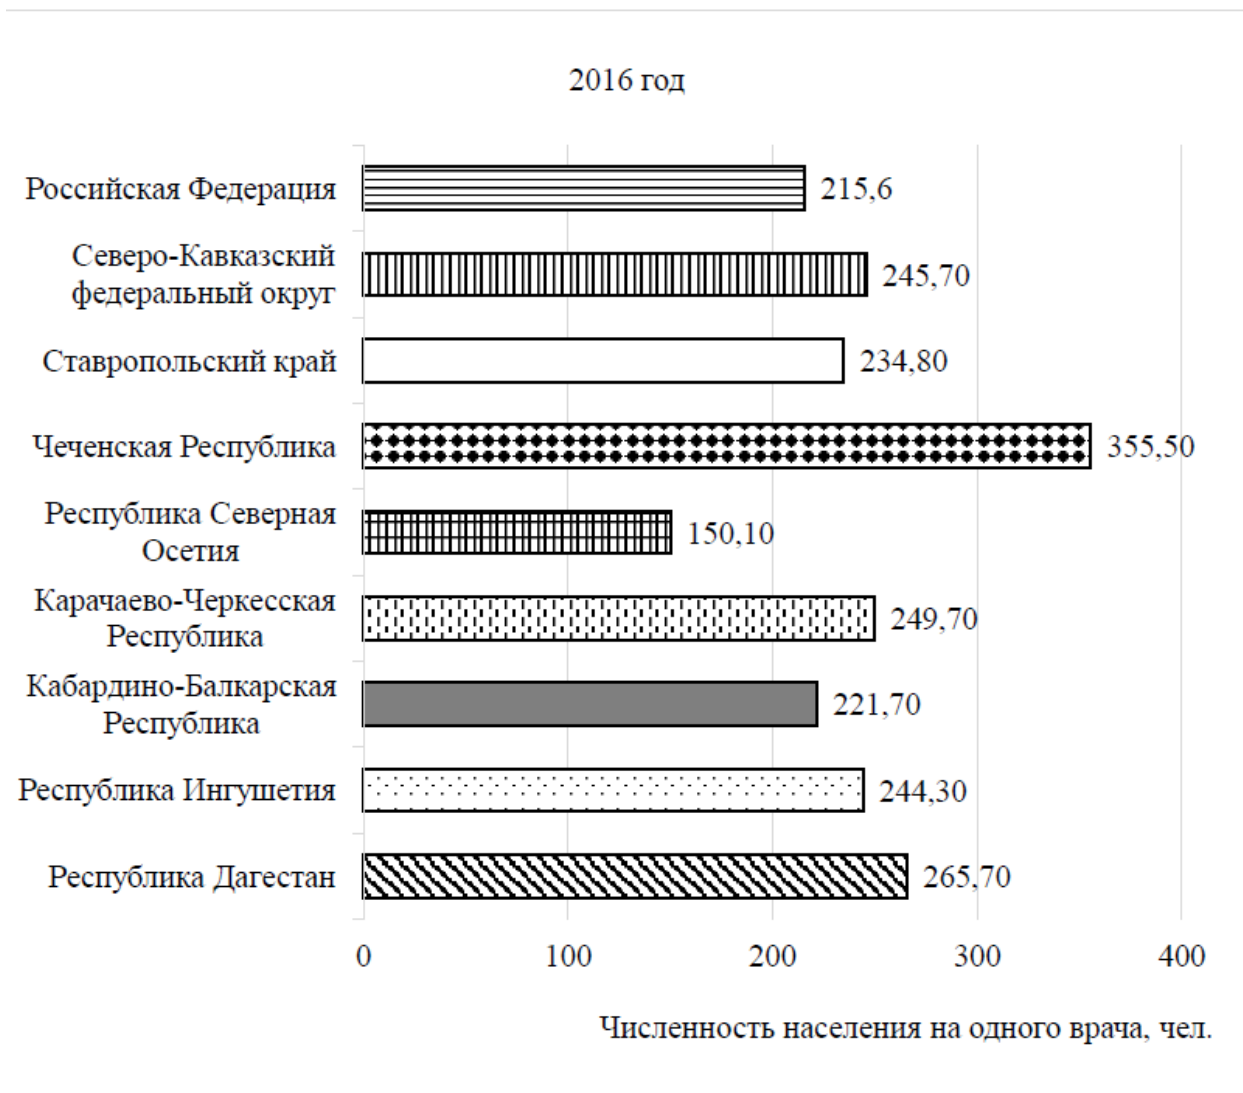 2016 год
Российская Федерация
215,6
Северо-Кавказский
федеральный округ
245,70
Ставропольский край
234,80
Чеченская Республика
355,50
Республика Северная
Осетия
150,10
Карачаево-Черкесская
Республика
249,70
Кабардино-Балкарская
Республика
221,70
Республика Ингушетия
244,30
Республика Дагестан
265,70
0 100 200 300 400
Численность населения на одного врача, чел.